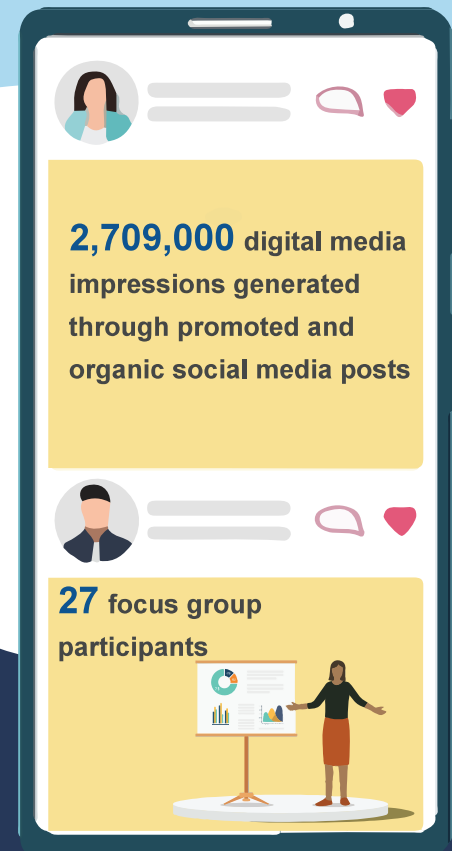 2,709,000 digital media
impressions generated
through promoted and
organic social media posts
27 focus group
participants